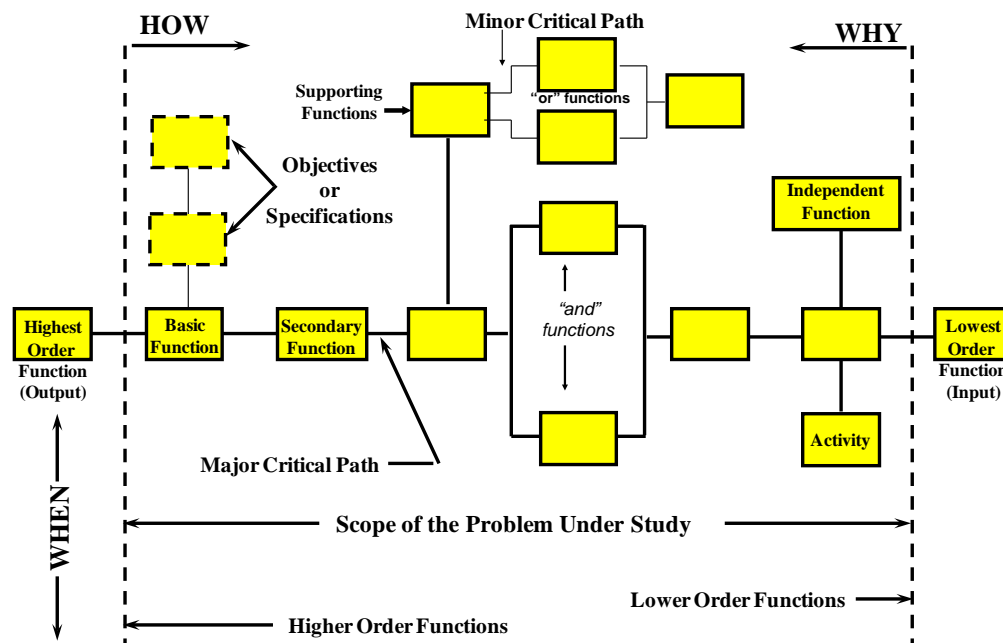 HOW
Minor Critical Path
WHY
Supporting
Functions
“or” functions
Objectives
or
Specifications
Independent
Function
“and”
functions
Highest
Order
Function
(Output)
Basic
Function
Secondary
Function
Lowest
Order
Function
(Input)
Activity
Major Critical Path
WHEN
Scope of the Problem Under Study
Lower Order Functions
Higher Order Functions